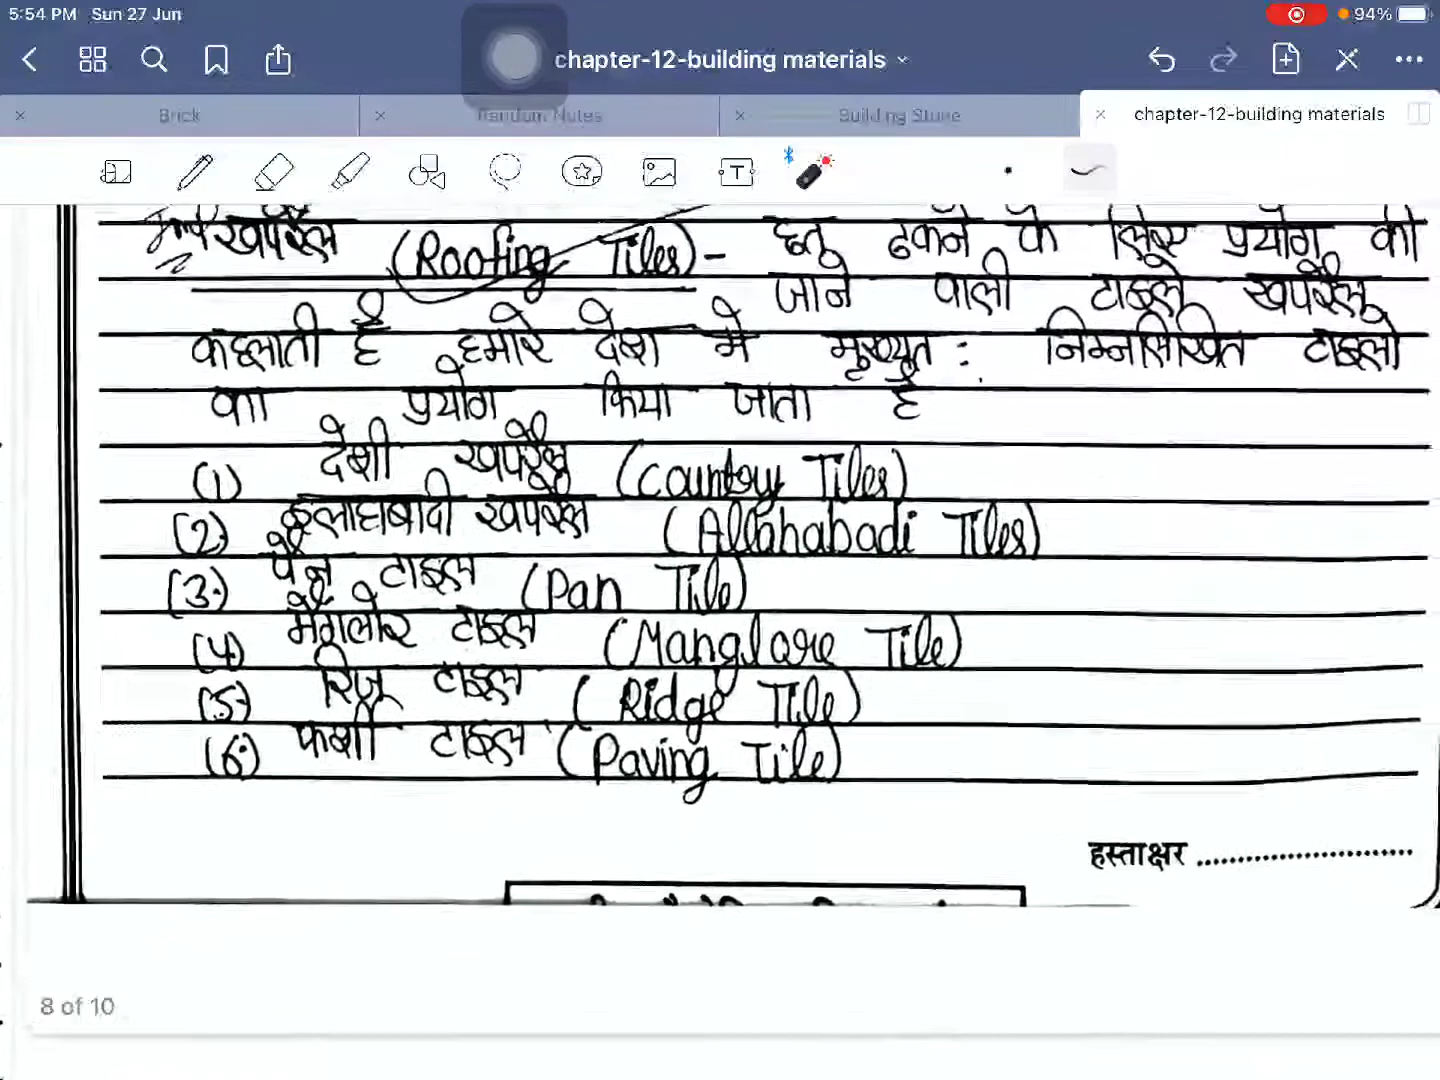 5:54 PM Sun 27 Jun 94%
chapter-12-building materials
Brick Random Notes Building Stone chapter-12-building materials
Imp खपरैल (Roofing Tiles) - छत ढकने के लिए प्रयोग की
जाने वाली टाइले खपरैल
कहलाती है हमारे देश मे मुख्यतः निम्नलिखित टाइलो
का प्रयोग किया जाता है
(1) देशी खपरैल (Country Tiles)
(2) इलाहाबादी खपरैल (Allahabadi Tiles)
(3) पैन टाइल (Pan Tile)
(4) मैंगलोर टाइल (Manglore Tile)
(5) रिज टाइल (Ridge Tile)
(6) फर्शी टाइल (Paving Tile)
हस्ताक्षर ........................
8 of 10